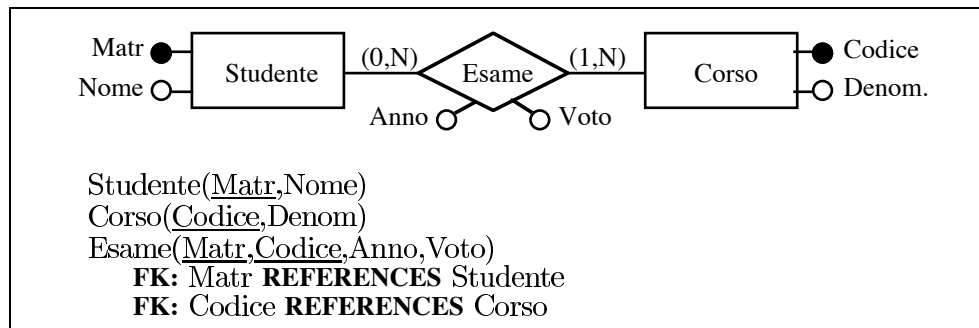 Matr
Nome
Studente
(0,N)
Esame
(1,N)
Corso
Codice
Denom.
Anno
Voto
Studente(Matr,Nome)
Corso(Codice,Denom)
Esame(Matr,Codice,Anno,Voto)
FK: Matr REFERENCES Studente
FK: Codice REFERENCES Corso